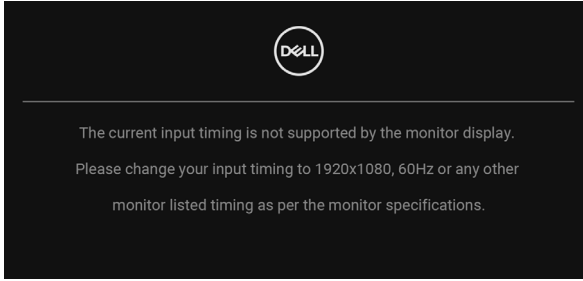 DELL
The current input timing is not supported by the monitor display.
Please change your input timing to 1920x1080, 60Hz or any other
monitor listed timing as per the monitor specifications.